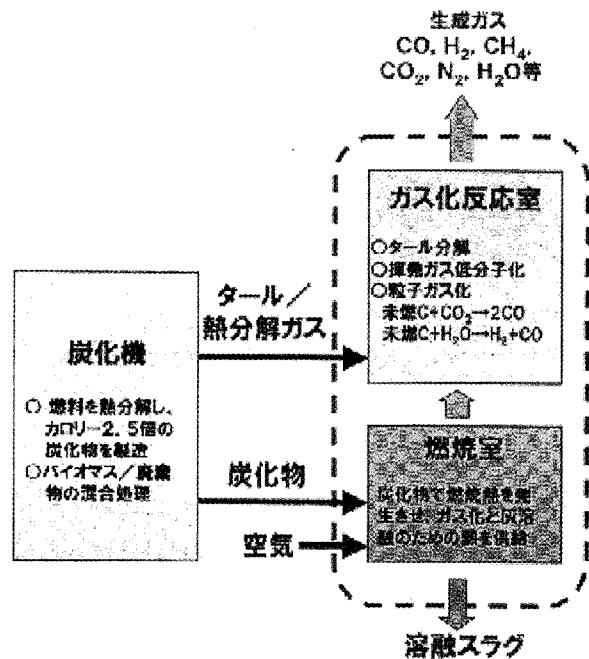 生成ガス
CO, H₂, CH₄,
CO₂, N₂, H₂O等
ガス化反応室
○タール分解
○揮発ガス低分子化
○粒子ガス化
未燃C+CO₂→2CO
未燃C+H₂O→H₂+CO
タール／
熱分解ガス
炭化機
○ 燃料を熱分解し、
カロリー2.5倍の
炭化物を製造
○バイオマス／廃棄
物の混合処理
炭化物
空気
燃焼室
炭化物で燃焼熱を発
生させ、ガス化と灰溶
融のための熱を供給
溶融スラグ